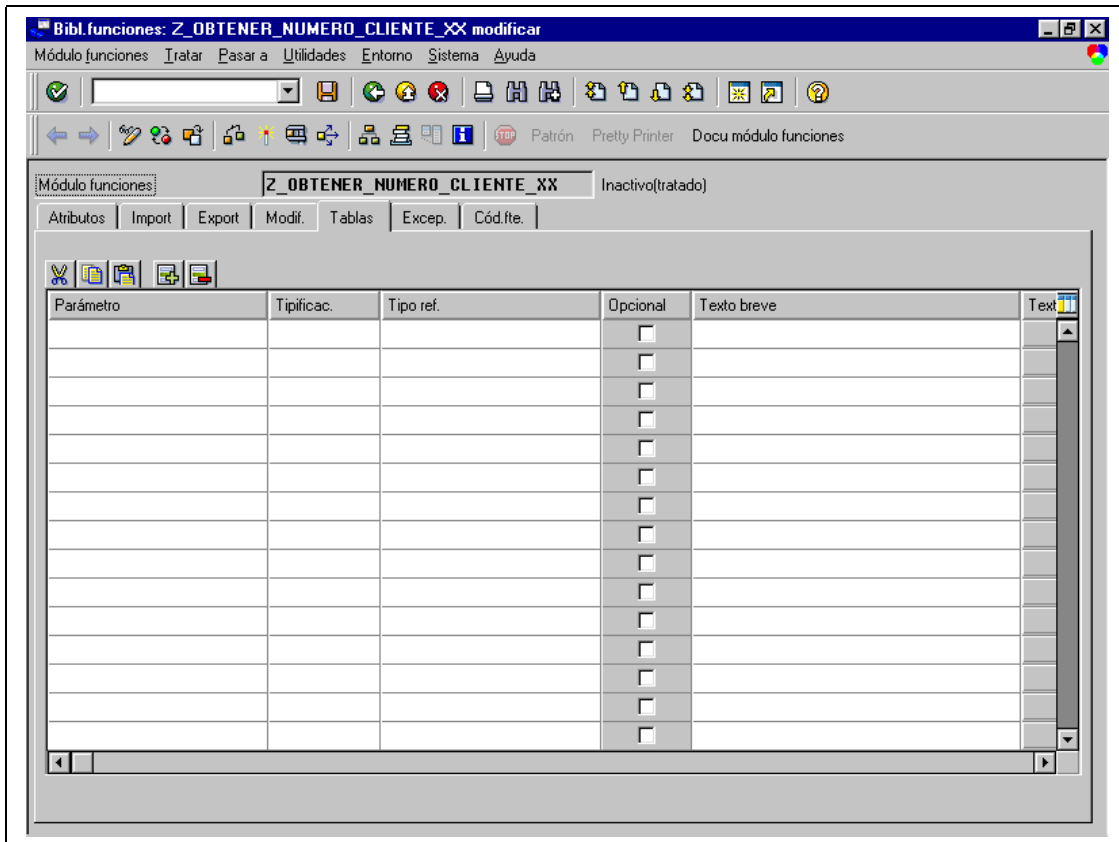 Bibl.funciones: Z_OBTENER_NUMERO_CLIENTE_XX modificar
Módulo funciones Tratar Pasar a Utilidades Entorno Sistema Ayuda
STOP Patrón Pretty Printer Docu módulo funciones
Módulo funciones Z_OBTENER_NUMERO_CLIENTE_XX Inactivo(tratado)
Atributos Import Export Modif. Tablas Excep. Cód.fte.
Parámetro Tipificac. Tipo ref. Opcional Texto breve Text